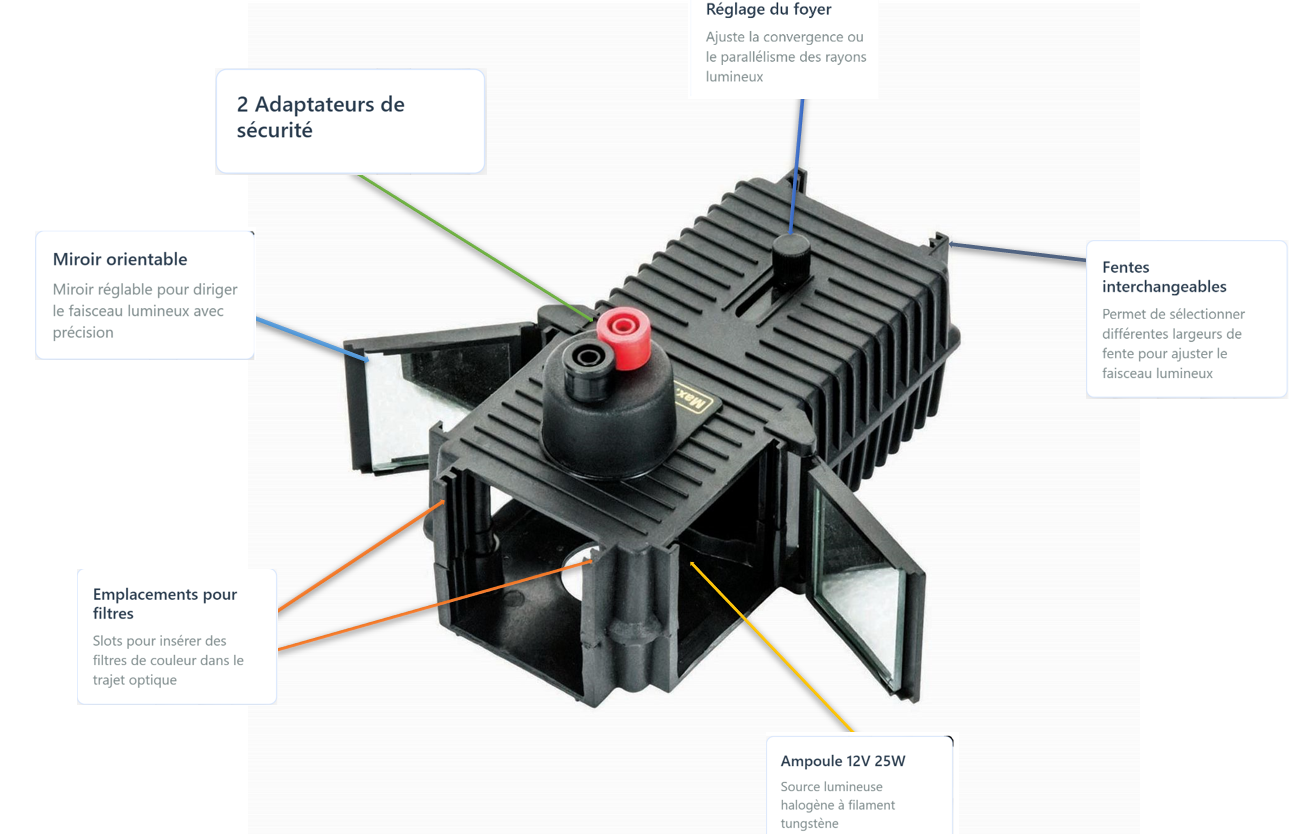 Réglage du foyer
Ajuste la convergence ou
le parallélisme des rayons
lumineux
2 Adaptateurs de
sécurité
Miroir orientable
Miroir réglable pour diriger
le faisceau lumineux avec
précision
Fentes
interchangeables
Permet de sélectionner
différentes largeurs de
fente pour ajuster le
faisceau lumineux
Max.
Emplacements pour
filtres
Slots pour insérer des
filtres de couleur dans le
trajet optique
Ampoule 12V 25W
Source lumineuse
halogène à filament
tungstène